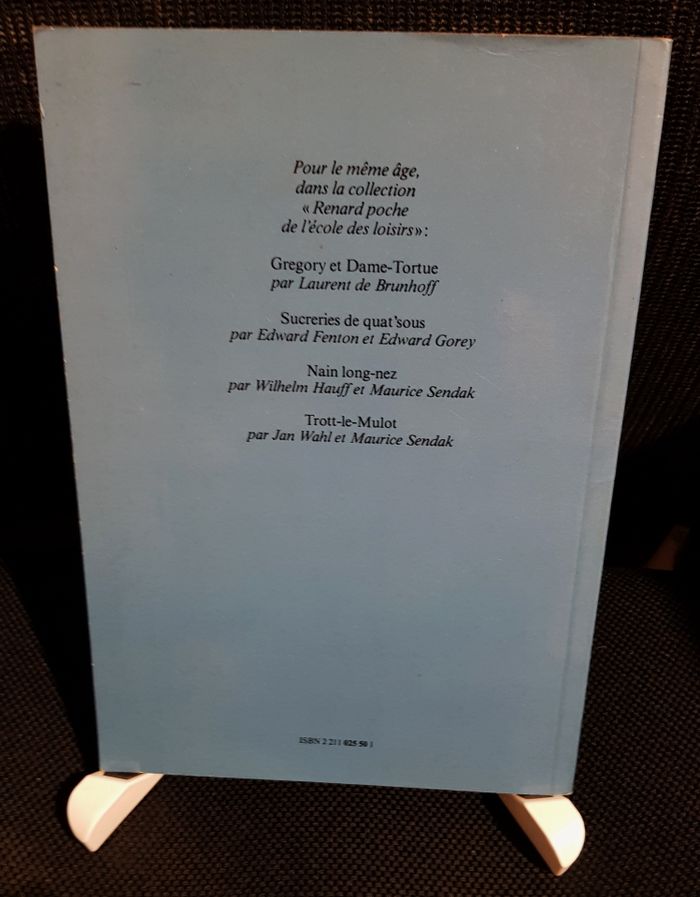 Pour le même âge,
dans la collection
« Renard poche
de l'école des loisirs» :
Gregory et Dame-Tortue
par Laurent de Brunhoff
Sucreries de quat'sous
par Edward Fenton et Edward Gorey
Nain long-nez
par Wilhelm Hauff et Maurice Sendak
Trott-le-Mulot
par Jan Wahl et Maurice Sendak
ISBN 2 211 025 50 1